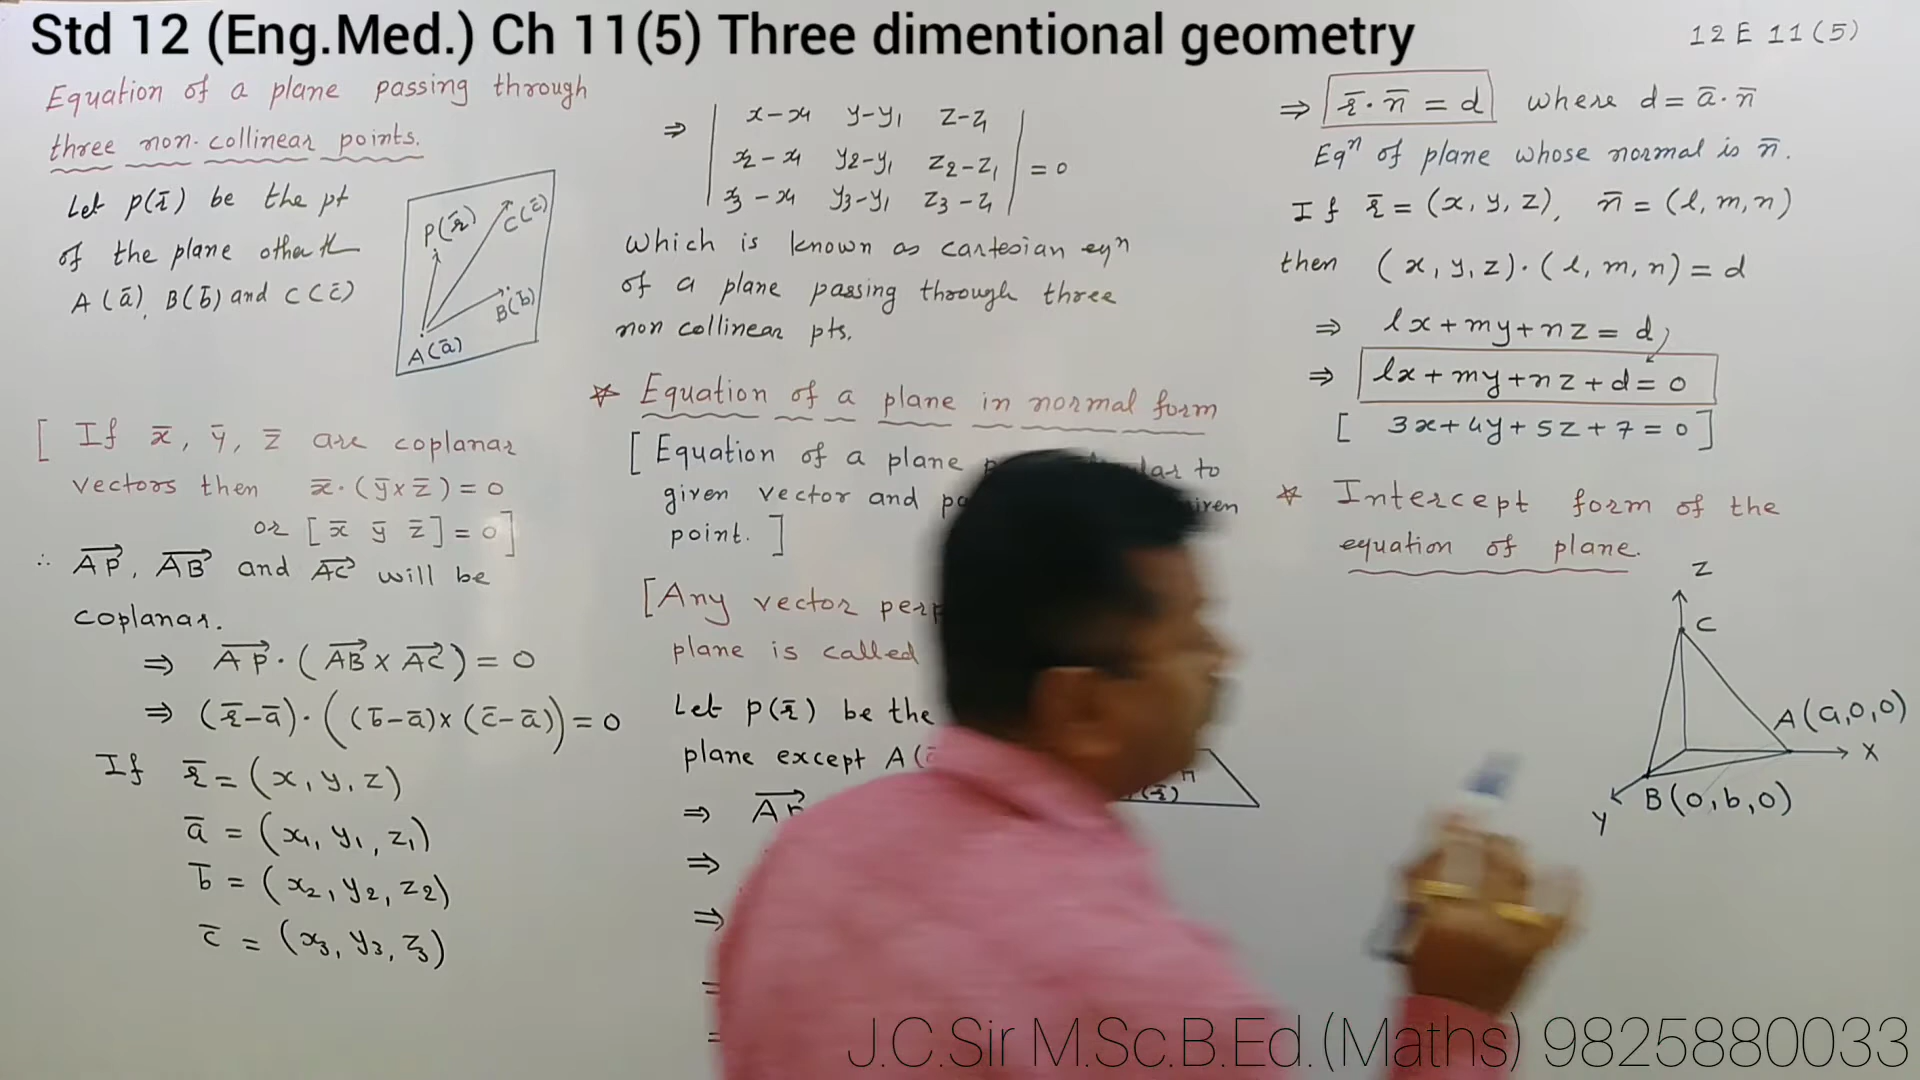 Std 12 (Eng.Med.) Ch 11(5) Three dimentional geometry
12 E 11(5)
Equation of a plane passing through
three non-collinear points.
Let p(r̄) be the pt
of the plane other th
A(ā), B(b̄) and C(c̄)
P(r̄)
C(c̄)
B(b̄)
A(ā)
[ If x̄, ȳ, z̄ are coplanar
vectors then x̄·(ȳ×z̄) = 0
or [x̄ ȳ z̄] = 0 ]
∴ AP⃗, AB⃗ and AC⃗ will be
coplanar.
⇒ AP⃗·(AB⃗ × AC⃗) = 0
⇒ (r̄-ā)·((b̄-ā)×(c̄-ā)) = 0
If r̄ = (x, y, z)
ā = (x₁, y₁, z₁)
b̄ = (x₂, y₂, z₂)
c̄ = (x₃, y₃, z₃)
⇒ | x-x₁ y-y₁ z-z₁ |
| x₂-x₁ y₂-y₁ z₂-z₁ | = 0
| x₃-x₁ y₃-y₁ z₃-z₁ |
which is known as cartesian eqⁿ
of a plane passing through three
non collinear pts.
* Equation of a plane in normal form
[ Equation of a plane to
given vector and
point. ]
[Any vector
plane is called
Let p(r̄) be the
plane except A(
⇒
⇒
⇒
=
=
(r̄)
⇒ r̄·n̄ = d where d = ā·n̄
Eqⁿ of plane whose normal is n̄.
If r̄ = (x, y, z), n̄ = (l, m, n)
then (x, y, z)·(l, m, n) = d
⇒ lx + my + nz = d
⇒ lx + my + nz + d = 0
[ 3x + 4y + 5z + 7 = 0 ]
* Intercept form of the
equation of plane.
Z
C
A(a,0,0)
X
B(0,b,0)
Y
J.C.Sir M.Sc.B.Ed.(Maths) 9825880033